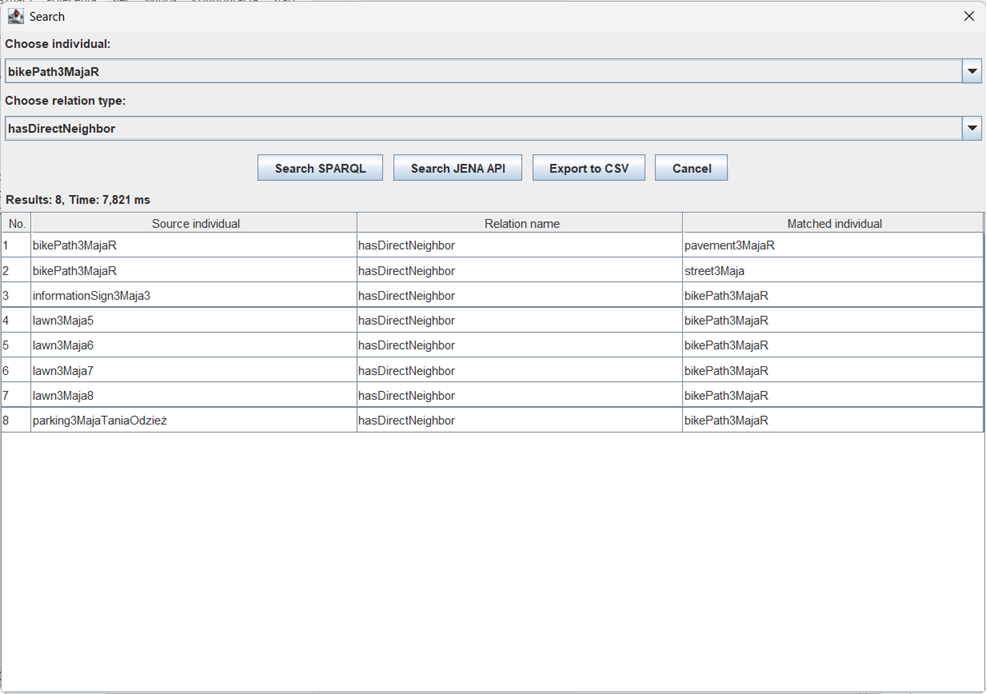 Search
Choose individual:
bikePath3MajaR
Choose relation type:
hasDirectNeighbor
Search SPARQL Search JENA API Export to CSV Cancel
Results: 8, Time: 7,821 ms
No. Source individual Relation name Matched individual
1 bikePath3MajaR hasDirectNeighbor pavement3MajaR
2 bikePath3MajaR hasDirectNeighbor street3Maja
3 informationSign3Maja3 hasDirectNeighbor bikePath3MajaR
4 lawn3Maja5 hasDirectNeighbor bikePath3MajaR
5 lawn3Maja6 hasDirectNeighbor bikePath3MajaR
6 lawn3Maja7 hasDirectNeighbor bikePath3MajaR
7 lawn3Maja8 hasDirectNeighbor bikePath3MajaR
8 parking3MajaTaniaOdzież hasDirectNeighbor bikePath3MajaR